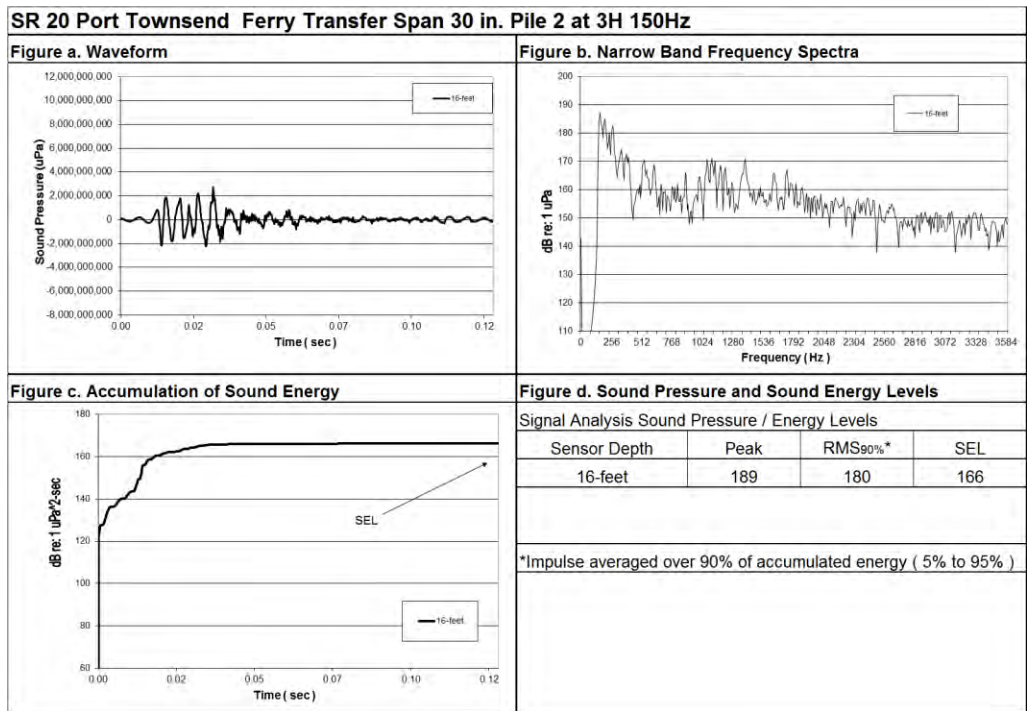 SR 20 Port Townsend Ferry Transfer Span 30 in. Pile 2 at 3H 150Hz
Figure a. Waveform
12,000,000,000
10,000,000,000
8,000,000,000
6,000,000,000
4,000,000,000
2,000,000,000
0
-2,000,000,000
-4,000,000,000
-6,000,000,000
-8,000,000,000
Sound Pressure (uPa)
16-feet
0.00 0.02 0.05 0.07 0.10 0.12
Time ( sec )
Figure b. Narrow Band Frequency Spectra
200
190
180
170
160
150
140
130
120
110
dB re: 1 uPa
16-feet
0 256 512 768 1024 1280 1536 1792 2048 2304 2560 2816 3072 3328 3584
Frequency ( Hz )
Figure c. Accumulation of Sound Energy
180
160
140
120
100
80
60
dB re: 1 uPa^2-sec
SEL
16-feet
0.00 0.02 0.05 0.07 0.10 0.12
Time ( sec )
Figure d. Sound Pressure and Sound Energy Levels
Signal Analysis Sound Pressure / Energy Levels
Sensor Depth Peak RMS90%* SEL
16-feet 189 180 166
*Impulse averaged over 90% of accumulated energy ( 5% to 95% )